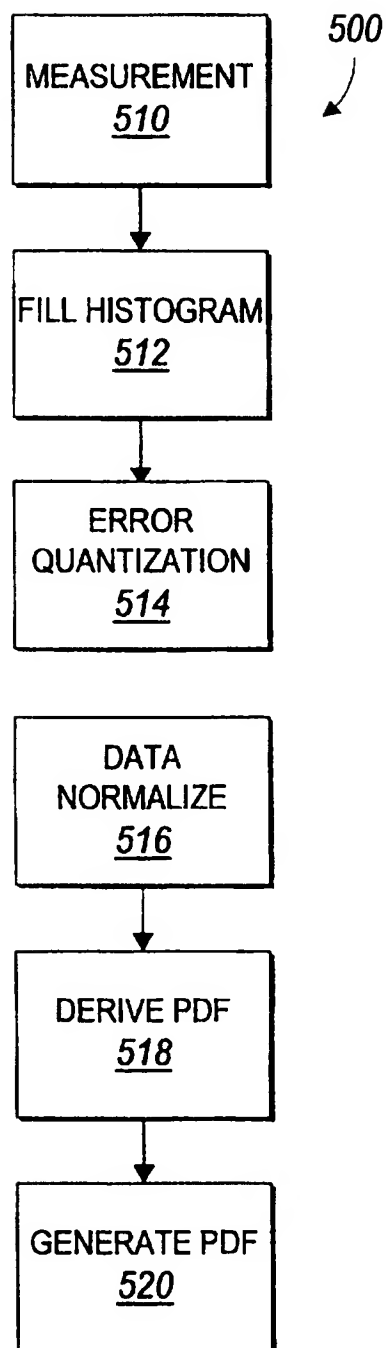 500
MEASUREMENT
510
FILL HISTOGRAM
512
ERROR
QUANTIZATION
514
DATA
NORMALIZE
516
DERIVE PDF
518
GENERATE PDF
520